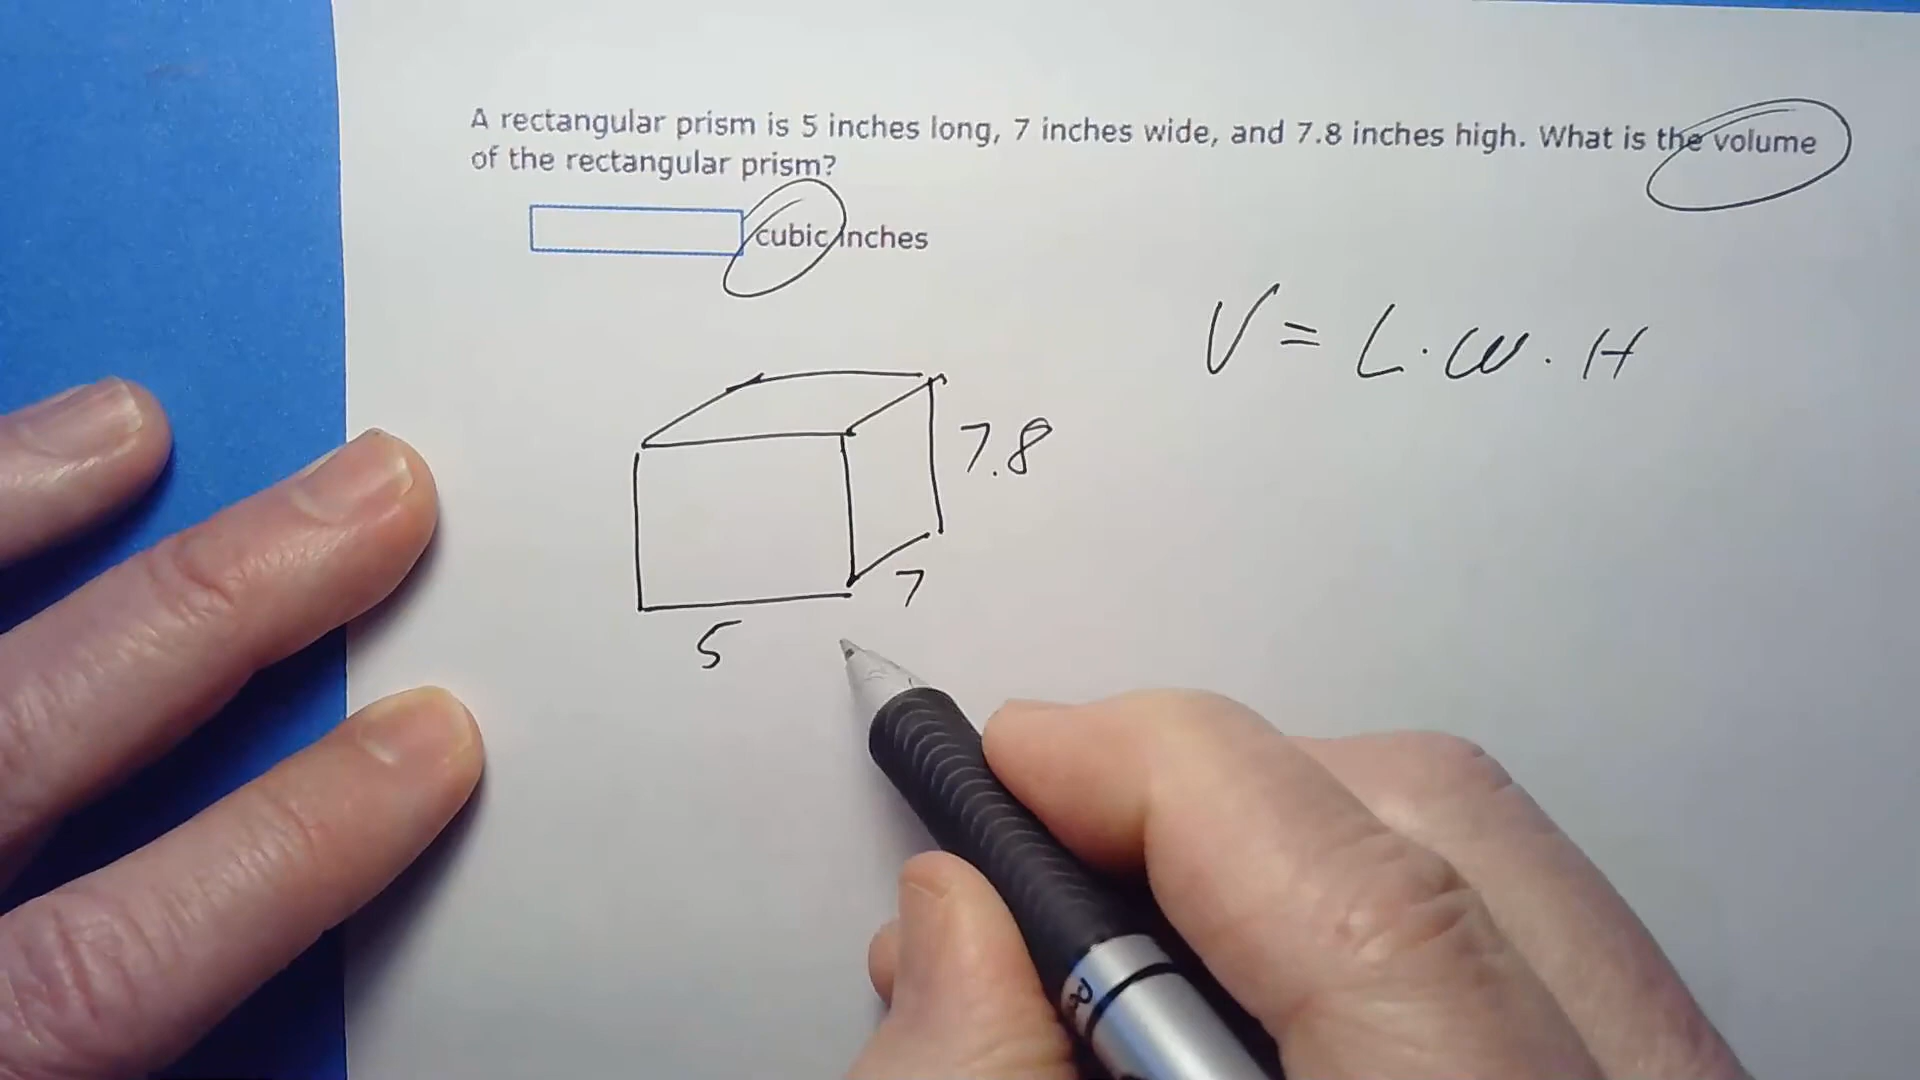 A rectangular prism is 5 inches long, 7 inches wide, and 7.8 inches high. What is the volume
of the rectangular prism?
cubic inches
V = L · W · H
7.8
7
5